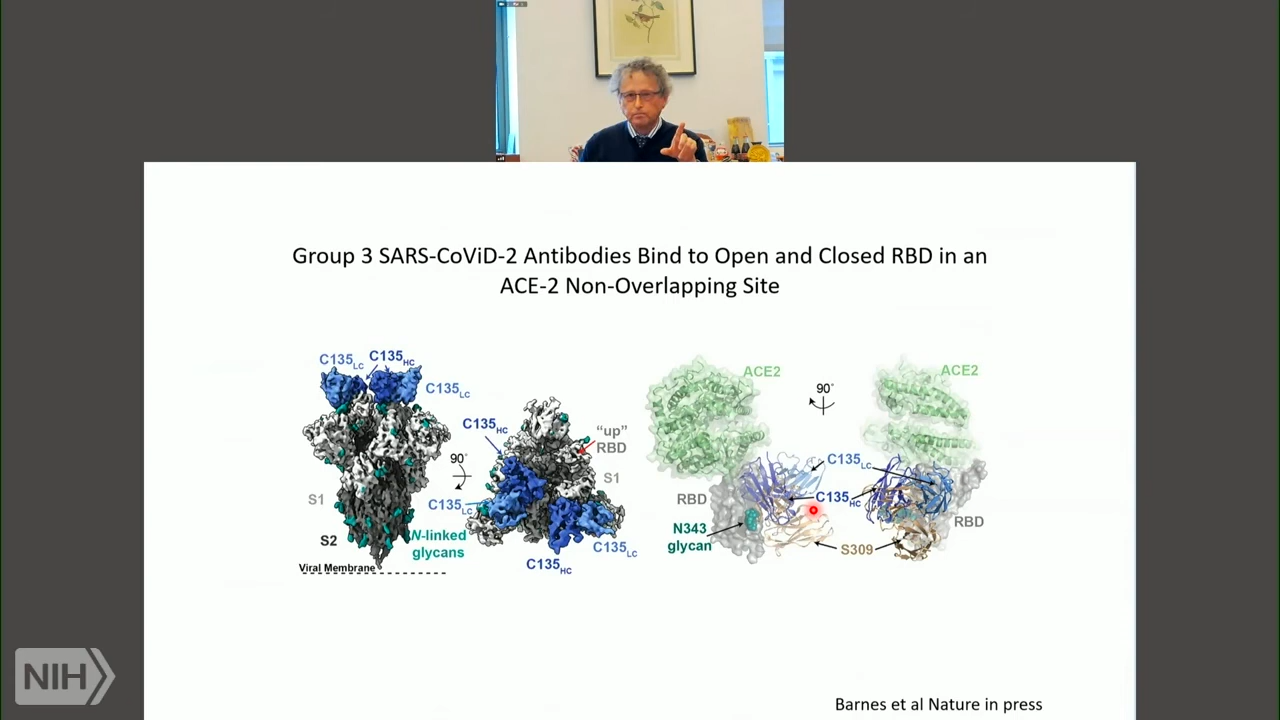 Group 3 SARS-CoViD-2 Antibodies Bind to Open and Closed RBD in an
ACE-2 Non-Overlapping Site
C135LC
C135HC
C135LC
S1
S2
Viral Membrane
N-linked
glycans
90°
C135HC
C135LC
"up"
RBD
S1
C135LC
C135HC
ACE2
90°
ACE2
C135LC
C135HC
RBD
N343
glycan
RBD
S309
Barnes et al Nature in press
NIH